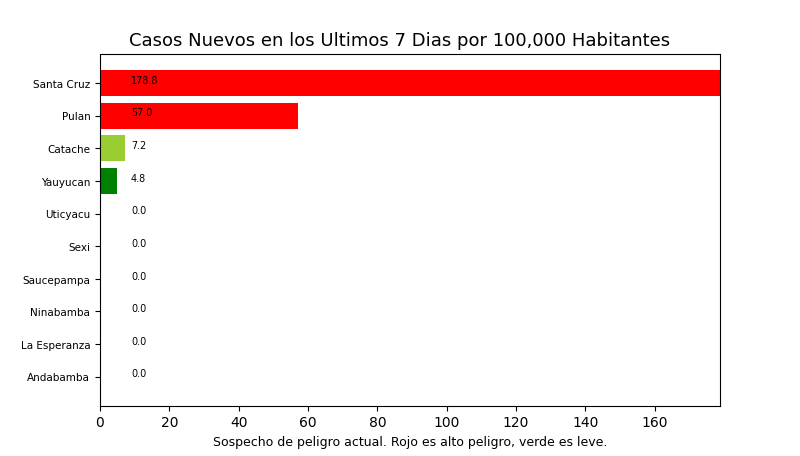 Casos Nuevos en los Ultimos 7 Dias por 100,000 Habitantes
Santa Cruz 178.8
Pulan 57.0
Catache 7.2
Yauyucan 4.8
Uticyacu 0.0
Sexi 0.0
Saucepampa 0.0
Ninabamba 0.0
La Esperanza 0.0
Andabamba 0.0
0 20 40 60 80 100 120 140 160
Sospecho de peligro actual. Rojo es alto peligro, verde es leve.